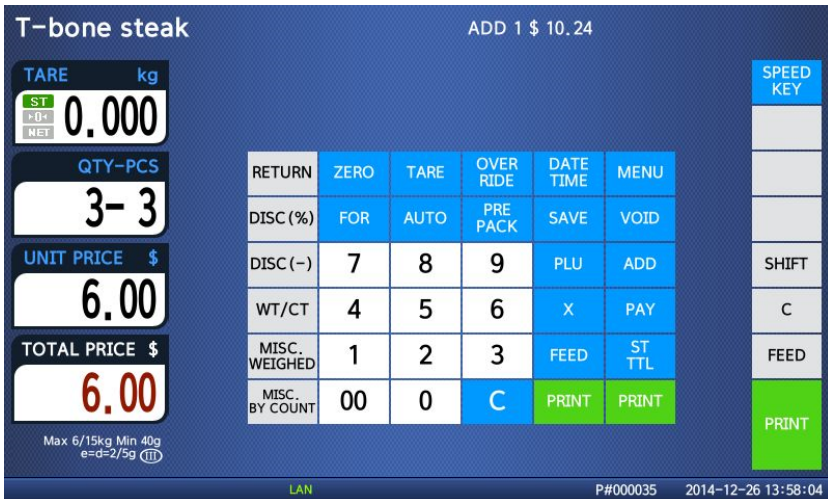 T-bone steak
ADD 1 $ 10.24
TARE kg
ST
→0←
NET
0.000
QTY-PCS
3- 3
UNIT PRICE $
6.00
TOTAL PRICE $
6.00
Max 6/15kg Min 40g
e=d=2/5g III
RETURN ZERO TARE OVER RIDE DATE TIME MENU
DISC(%) FOR AUTO PRE PACK SAVE VOID
DISC(-) 7 8 9 PLU ADD
WT/CT 4 5 6 X PAY
MISC. WEIGHED 1 2 3 FEED ST TTL
MISC. BY COUNT 00 0 C PRINT PRINT
SPEED
KEY
SHIFT
C
FEED
PRINT
LAN P#000035 2014-12-26 13:58:04